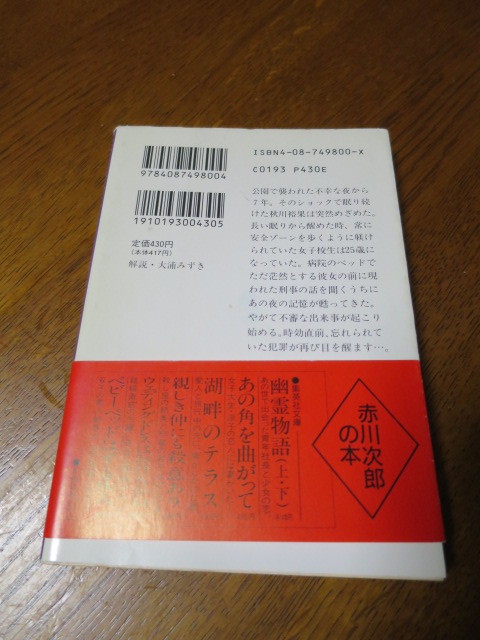 ISBN4-08-749800-X
C0193 P430E
9784087498004
1910193004305
定価430円
(本体417円)
解説・大浦みずき
公園で襲われた不幸な夜から
7年。そのショックで眠り続
けた秋川裕果は突然めざめた。
長い眠りから醒めた時、常に
安全ゾーンを歩くように躾け
られていた女子校生は25歳に
なっていた。病院のベッドで
ただ茫然とする彼女の前に現
われた刑事の話を聞くうちに
あの夜の記憶が甦ってきた。
やがて不審な出来事が起こり
始める。時効直前、忘れられて
いた犯罪が再び目を醒ます…。
赤川次郎
の本
●集英社文庫
幽霊物語(上・下)
あの角を曲がって
湖畔のテラス